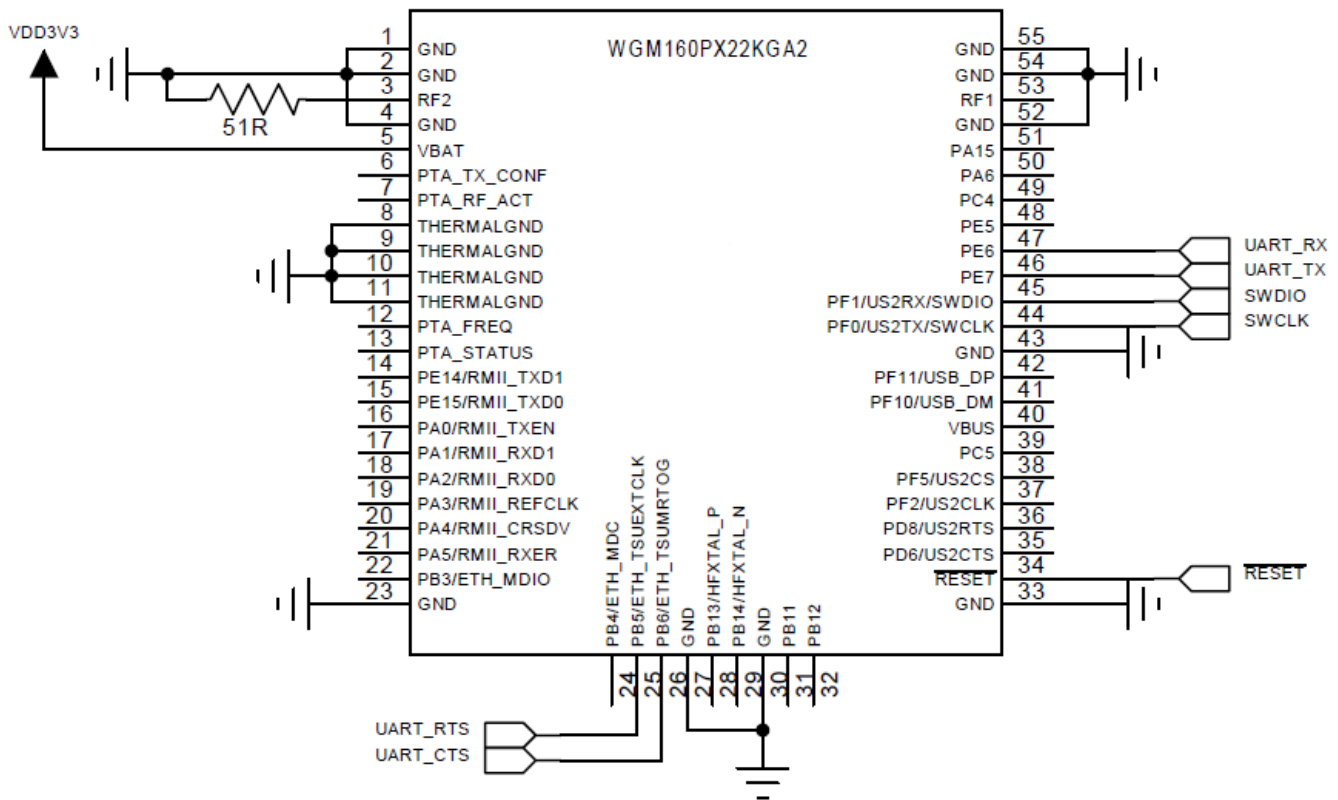 VDD3V3
WGM160PX22KGA2
51R
1 GND
2 GND
3 RF2
4 GND
5 VBAT
6 PTA_TX_CONF
7 PTA_RF_ACT
8 THERMALGND
9 THERMALGND
10 THERMALGND
11 THERMALGND
12 PTA_FREQ
13 PTA_STATUS
14 PE14/RMII_TXD1
15 PE15/RMII_TXD0
16 PA0/RMII_TXEN
17 PA1/RMII_RXD1
18 PA2/RMII_RXD0
19 PA3/RMII_REFCLK
20 PA4/RMII_CRSDV
21 PA5/RMII_RXER
22 PB3/ETH_MDIO
23 GND
PB4/ETH_MDC 24
PB5/ETH_TSUEXTCLK 25
PB6/ETH_TSUMRTOG 26
GND 27
PB13/HFXTAL_P 28
PB14/HFXTAL_N 29
GND 30
PB11 31
PB12 32
UART_RTS
UART_CTS
GND 55
GND 54
RF1 53
GND 52
PA15 51
PA6 50
PC4 49
PE5 48
PE6 47 UART_RX
PE7 46 UART_TX
PF1/US2RX/SWDIO 45 SWDIO
PF0/US2TX/SWCLK 44 SWCLK
GND 43
PF11/USB_DP 42
PF10/USB_DM 41
VBUS 40
PC5 39
PF5/US2CS 38
PF2/US2CLK 37
PD8/US2RTS 36
PD6/US2CTS 35
RESET 34 RESET
GND 33